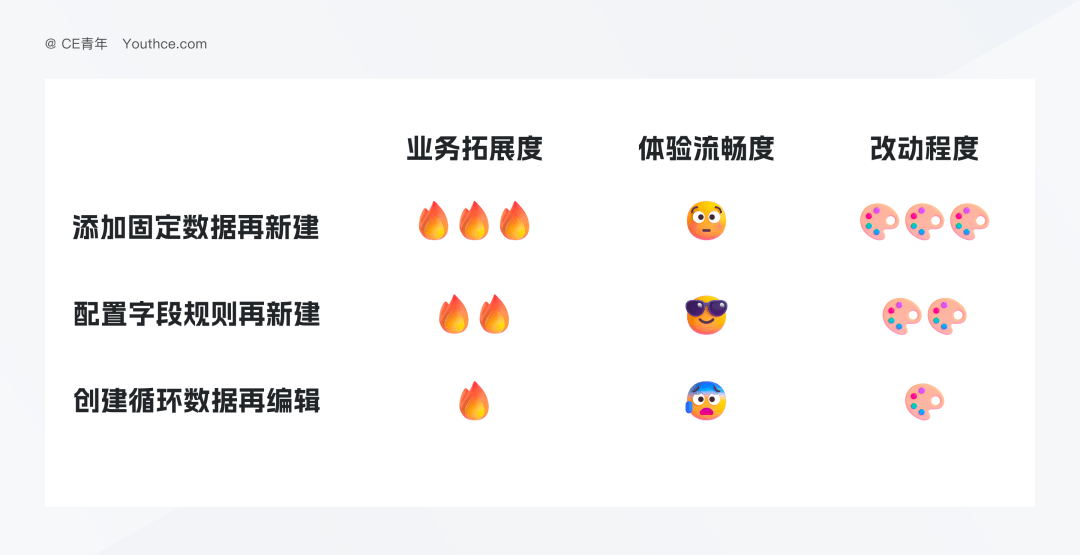 @ CE青年 Youthce.com
业务拓展度 体验流畅度 改动程度
添加固定数据再新建
配置字段规则再新建
创建循环数据再编辑